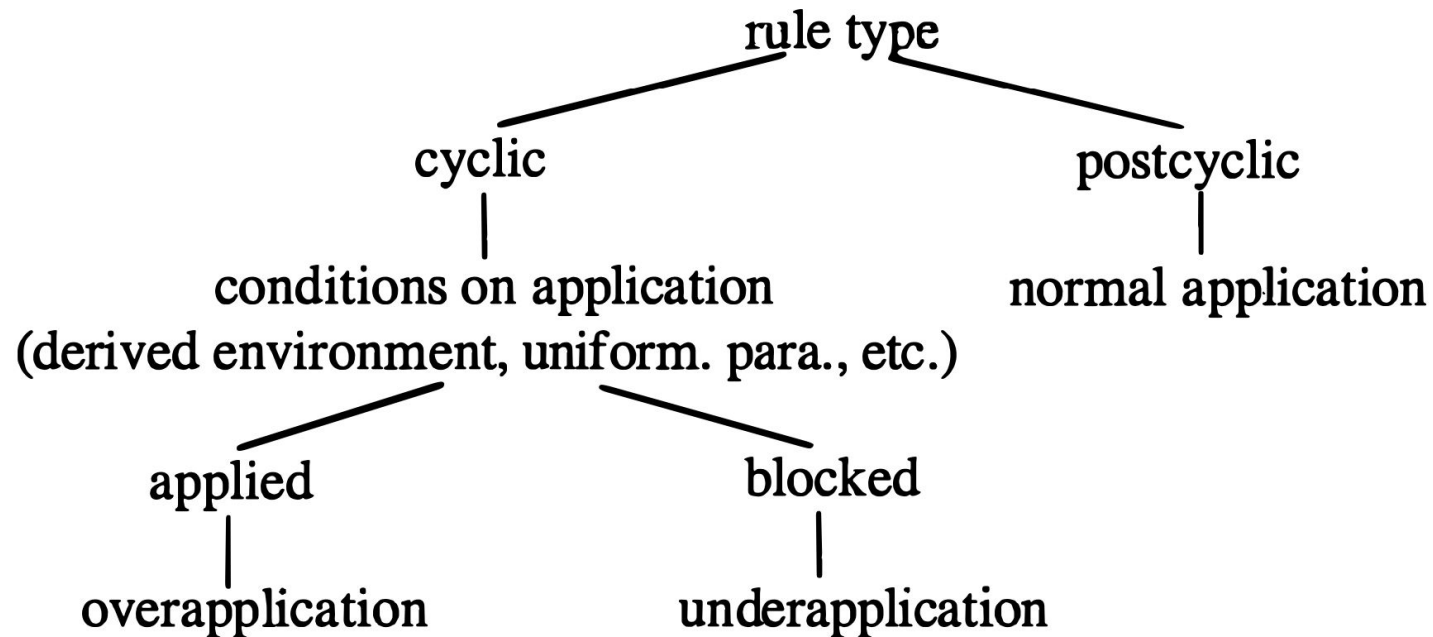 rule type
cyclic
postcyclic
conditions on application
(derived environment, uniform. para., etc.)
normal application
applied
blocked
overapplication
underapplication